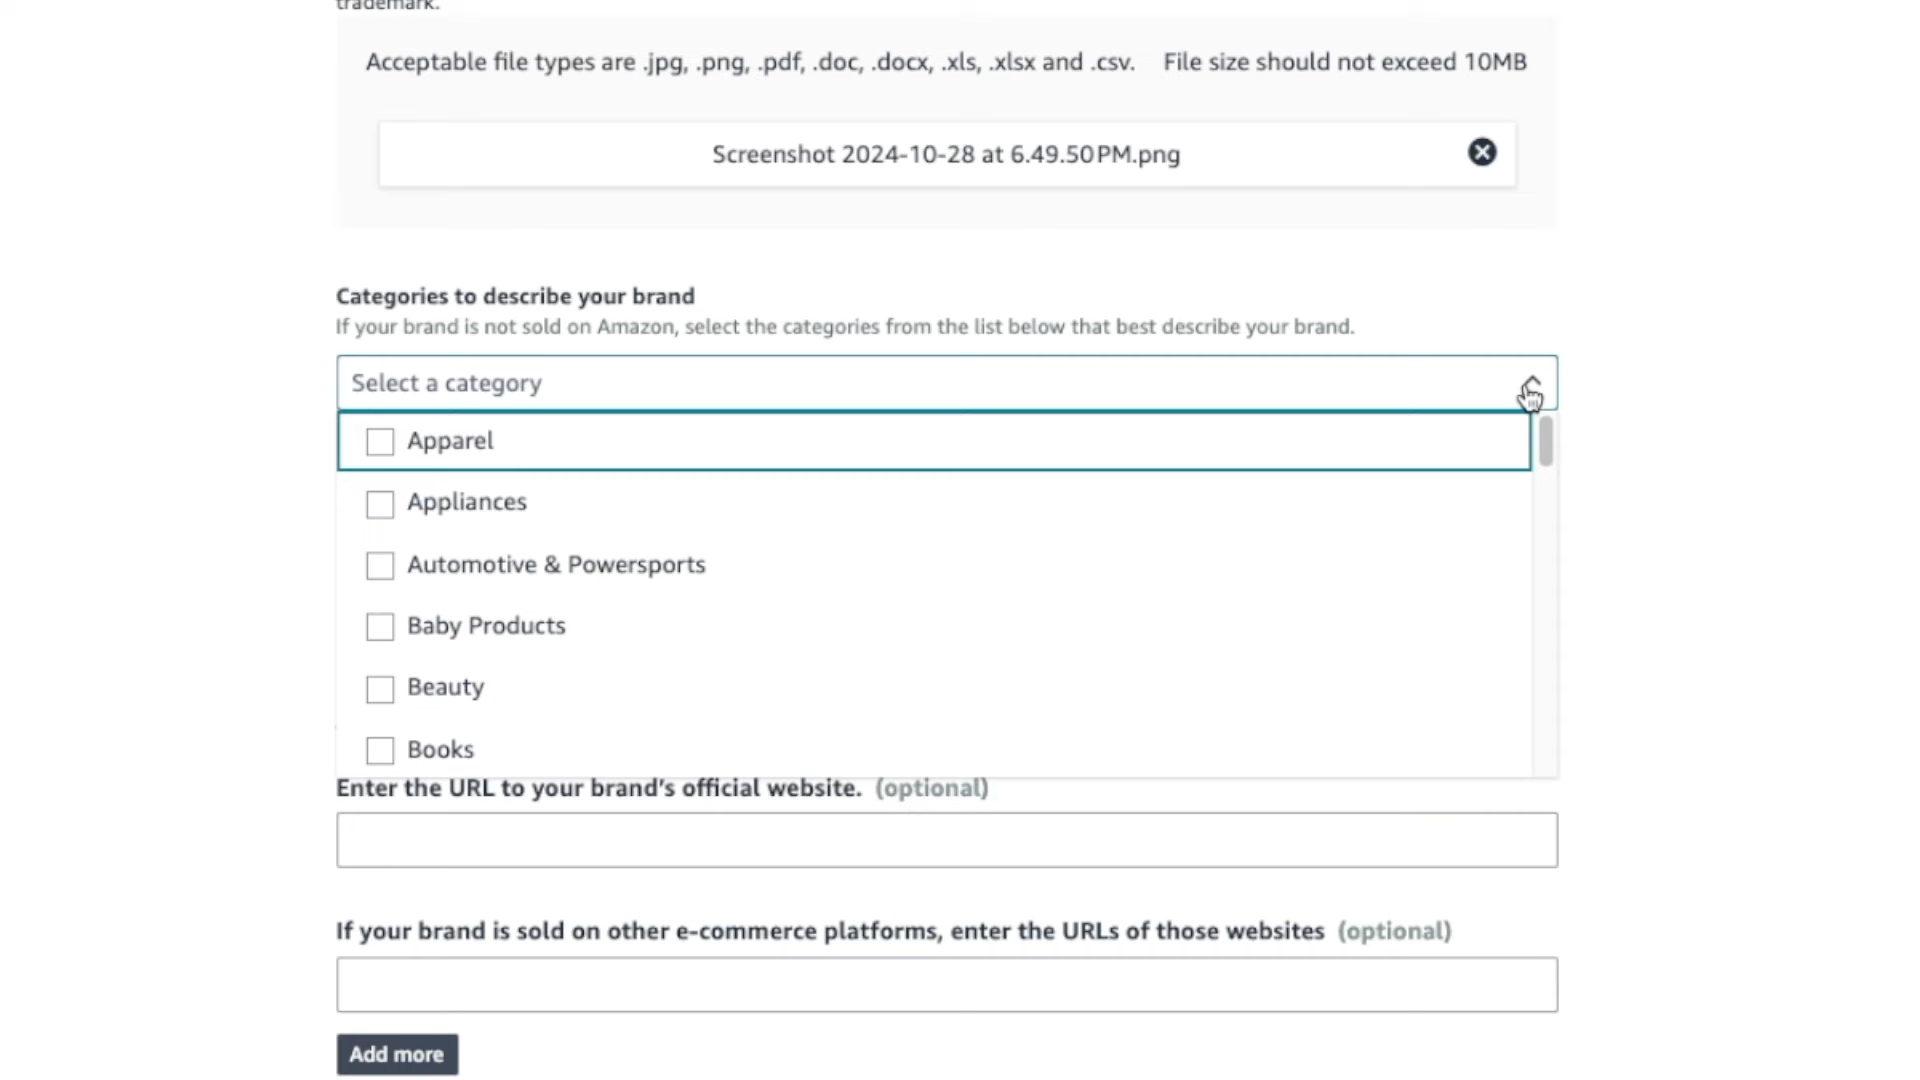 trademark.
Acceptable file types are .jpg, .png, .pdf, .doc, .docx, .xls, .xlsx and .csv. File size should not exceed 10MB
Screenshot 2024-10-28 at 6.49.50 PM.png
Categories to describe your brand
If your brand is not sold on Amazon, select the categories from the list below that best describe your brand.
Select a category
Apparel
Appliances
Automotive & Powersports
Baby Products
Beauty
Books
Enter the URL to your brand's official website. (optional)
If your brand is sold on other e-commerce platforms, enter the URLs of those websites (optional)
Add more